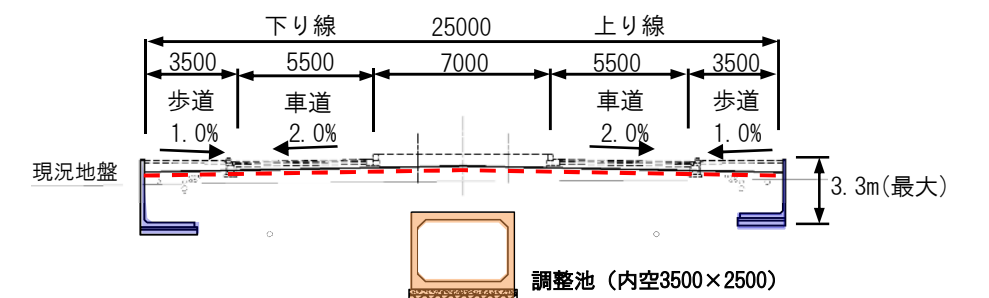 下り線 25000 上り線
3500 5500 7000 5500 3500
歩道 車道 車道 歩道
1.0% 2.0% 2.0% 1.0%
現況地盤
3.3m(最大)
調整池（内空3500×2500）